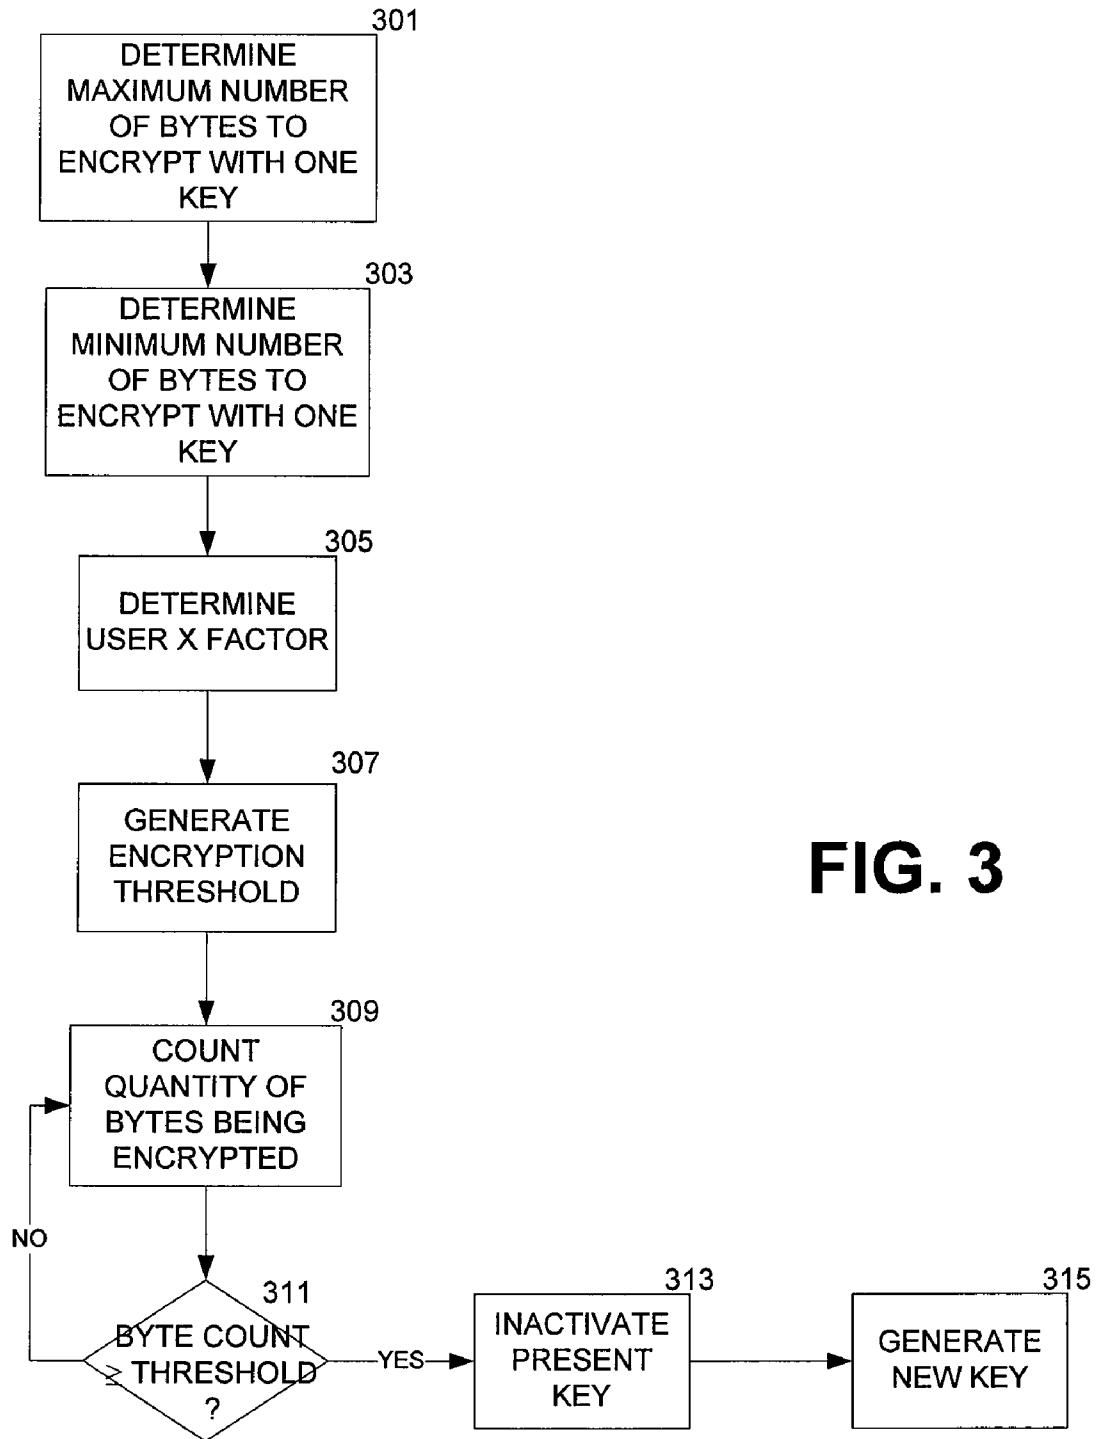 301
DETERMINE
MAXIMUM NUMBER
OF BYTES TO
ENCRYPT WITH ONE
KEY
303
DETERMINE
MINIMUM NUMBER
OF BYTES TO
ENCRYPT WITH ONE
KEY
305
DETERMINE
USER X FACTOR
307
GENERATE
ENCRYPTION
THRESHOLD
FIG. 3
309
COUNT
QUANTITY OF
BYTES BEING
ENCRYPTED
NO
311
BYTE COUNT
≥ THRESHOLD
?
YES
313
INACTIVATE
PRESENT
KEY
315
GENERATE
NEW KEY